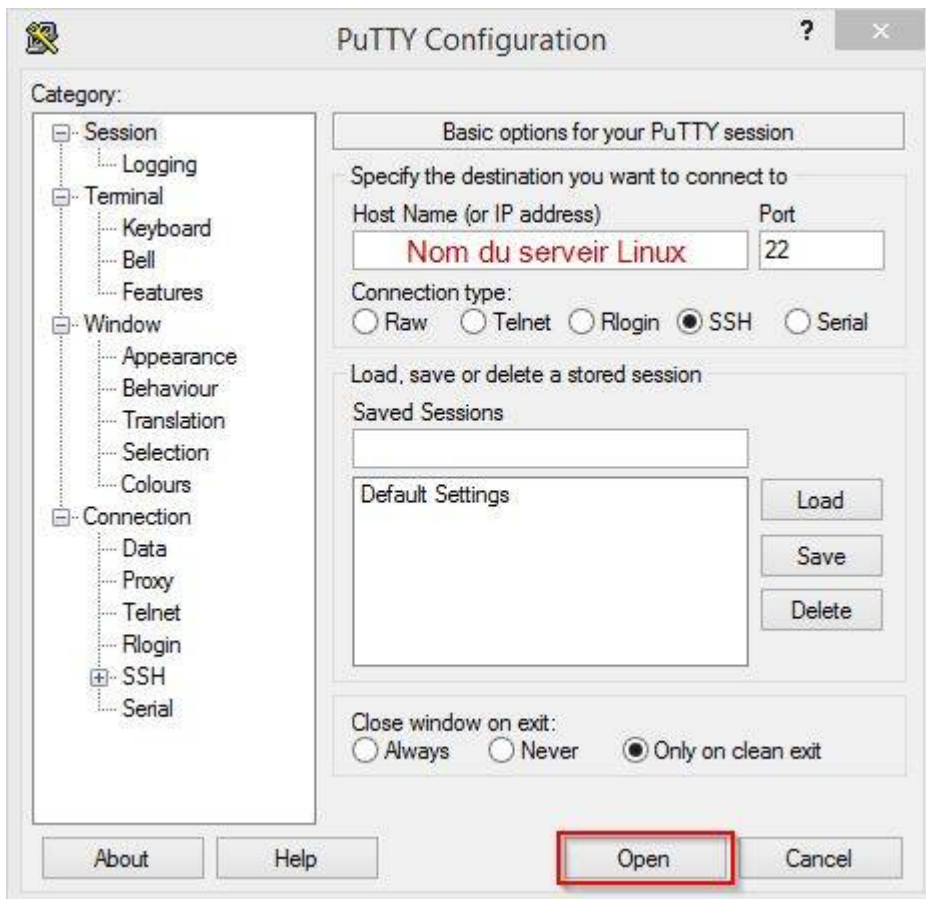 PuTTY Configuration
?
×
Category:
Session
Logging
Terminal
Keyboard
Bell
Features
Window
Appearance
Behaviour
Translation
Selection
Colours
Connection
Data
Proxy
Telnet
Rlogin
SSH
Serial
Basic options for your PuTTY session
Specify the destination you want to connect to
Host Name (or IP address) Port
Nom du serveir Linux 22
Connection type:
Raw Telnet Rlogin SSH Serial
Load, save or delete a stored session
Saved Sessions
Default Settings
Load
Save
Delete
Close window on exit:
Always Never Only on clean exit
About Help Open Cancel